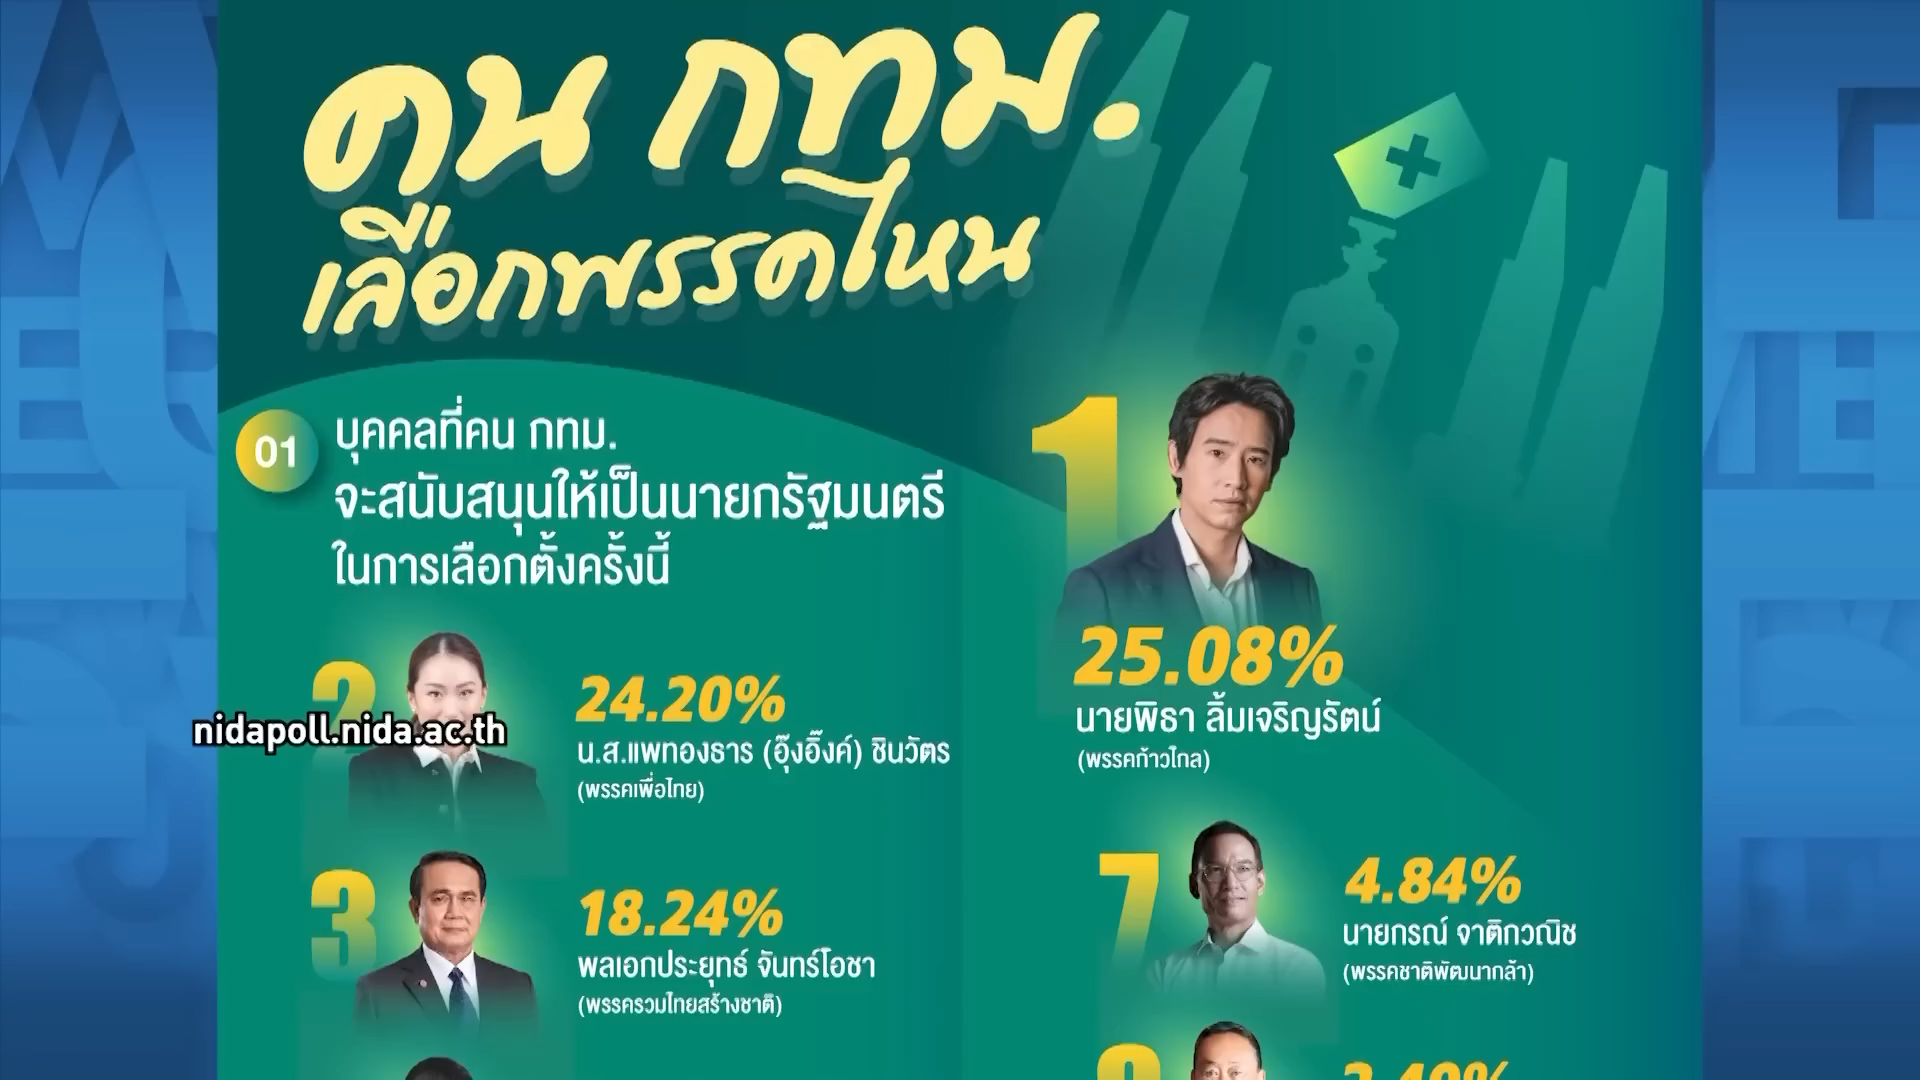 คน กทม.
เลือกพรรคไหน
01
บุคคลที่คน กทม.
จะสนับสนุนให้เป็นนายกรัฐมนตรี
ในการเลือกตั้งครั้งนี้
1
25.08%
นายพิธา ลิ้มเจริญรัตน์
(พรรคก้าวไกล)
2
24.20%
น.ส.แพทองธาร (อุ๊งอิ๊งค์) ชินวัตร
(พรรคเพื่อไทย)
nidapoll.nida.ac.th
3
18.24%
พลเอกประยุทธ์ จันทร์โอชา
(พรรครวมไทยสร้างชาติ)
7
4.84%
นายกรณ์ จาติกวณิช
(พรรคชาติพัฒนากล้า)